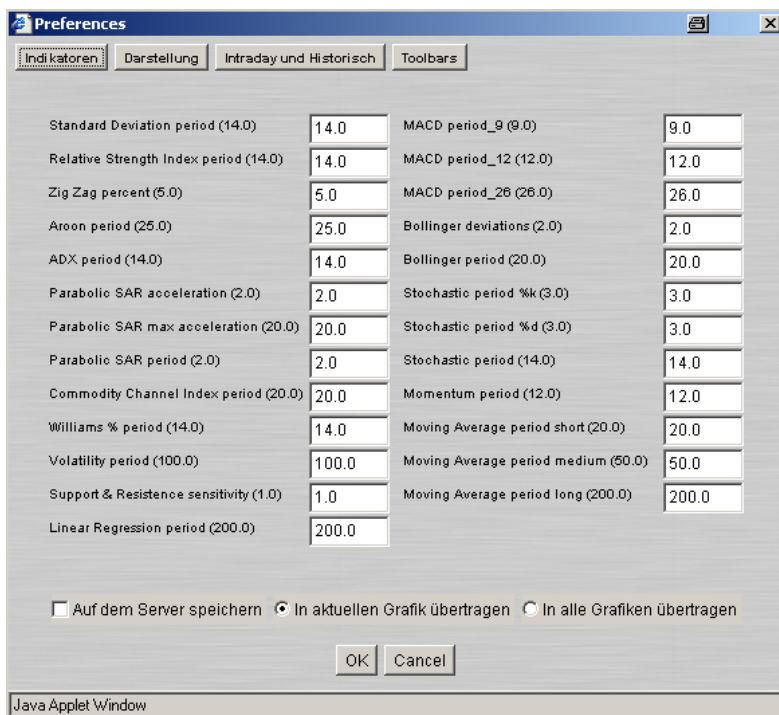 Preferences
Indikatoren Darstellung Intraday und Historisch Toolbars
Standard Deviation period (14.0) 14.0 MACD period_9 (9.0) 9.0
Relative Strength Index period (14.0) 14.0 MACD period_12 (12.0) 12.0
Zig Zag percent (5.0) 5.0 MACD period_26 (26.0) 26.0
Aroon period (25.0) 25.0 Bollinger deviations (2.0) 2.0
ADX period (14.0) 14.0 Bollinger period (20.0) 20.0
Parabolic SAR acceleration (2.0) 2.0 Stochastic period %k (3.0) 3.0
Parabolic SAR max acceleration (20.0) 20.0 Stochastic period %d (3.0) 3.0
Parabolic SAR period (2.0) 2.0 Stochastic period (14.0) 14.0
Commodity Channel Index period (20.0) 20.0 Momentum period (12.0) 12.0
Williams % period (14.0) 14.0 Moving Average period short (20.0) 20.0
Volatility period (100.0) 100.0 Moving Average period medium (50.0) 50.0
Support & Resistence sensitivity (1.0) 1.0 Moving Average period long (200.0) 200.0
Linear Regression period (200.0) 200.0
Auf dem Server speichern In aktuellen Grafik übertragen In alle Grafiken übertragen
OK Cancel
Java Applet Window